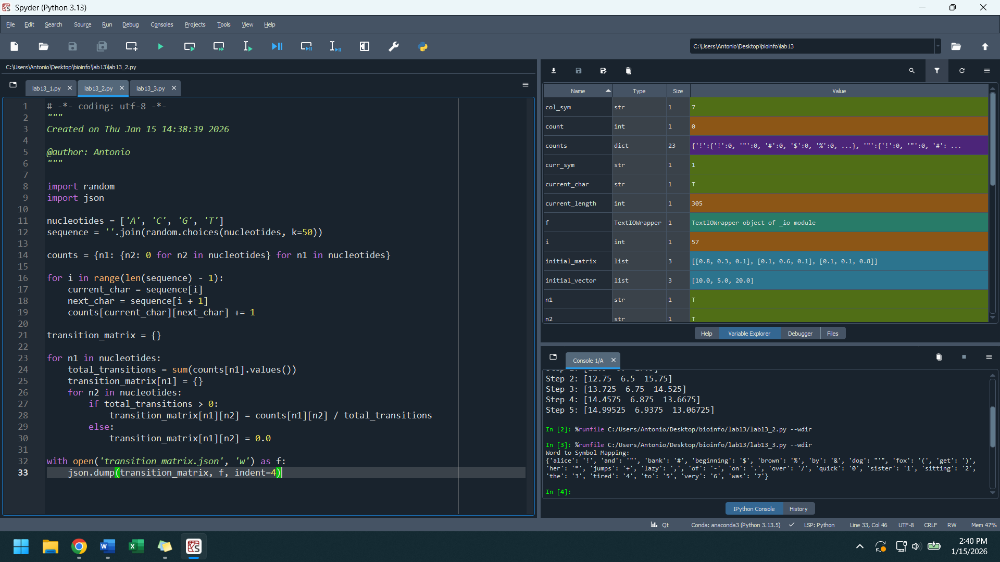 Spyder (Python 3.13)
File Edit Search Source Run Debug Consoles Projects Tools View Help
C:\Users\Antonio\Desktop\bioinfo\lab13
C:\Users\Antonio\Desktop\bioinfo\lab13\lab13_2.py
lab13_1.py lab13_2.py lab13_3.py
1 # -*- coding: utf-8 -*-
2 """
3 Created on Thu Jan 15 14:38:39 2026
4
5 @author: Antonio
6 """
7
8 import random
9 import json
10
11 nucleotides = ['A', 'C', 'G', 'T']
12 sequence = ''.join(random.choices(nucleotides, k=50))
13
14 counts = {n1: {n2: 0 for n2 in nucleotides} for n1 in nucleotides}
15
16 for i in range(len(sequence) - 1):
17     current_char = sequence[i]
18     next_char = sequence[i + 1]
19     counts[current_char][next_char] += 1
20
21 transition_matrix = {}
22
23 for n1 in nucleotides:
24     total_transitions = sum(counts[n1].values())
25     transition_matrix[n1] = {}
26     for n2 in nucleotides:
27         if total_transitions > 0:
28             transition_matrix[n1][n2] = counts[n1][n2] / total_transitions
29         else:
30             transition_matrix[n1][n2] = 0.0
31
32 with open('transition_matrix.json', 'w') as f:
33     json.dump(transition_matrix, f, indent=4)
Name Type Size Value
col_sym str 1 7
count int 1 0
counts dict 23 {'!':{'!':0, '"':0, '#':0, '$':0, '%':0, ...}, '"':{'!':0, '"':0, '#': ...
curr_sym str 1 1
current_char str 1 T
current_length int 1 305
f TextIOWrapper 1 TextIOWrapper object of _io module
i int 1 57
initial_matrix list 3 [[0.8, 0.3, 0.1], [0.1, 0.6, 0.1], [0.1, 0.1, 0.8]]
initial_vector list 3 [10.0, 5.0, 20.0]
n1 str 1 T
n2 str 1 T
Help Variable Explorer Debugger Files
Console 1/A
Step 2: [12.75  6.5  15.75]
Step 3: [13.725  6.75  14.525]
Step 4: [14.4575  6.875  13.6675]
Step 5: [14.99525  6.9375  13.06725]
In [2]: %runfile C:/Users/Antonio/Desktop/bioinfo/lab13/lab13_2.py --wdir
In [3]: %runfile C:/Users/Antonio/Desktop/bioinfo/lab13/lab13_3.py --wdir
Word to Symbol Mapping:
{'alice': '!', 'and': '"', 'bank': '#', 'beginning': '$', 'brown': '%', 'by': '&', 'dog': "'", 'fox': '(', 'get': ')',
'her': '*', 'jumps': '+', 'lazy': ',', 'of': '-', 'on': '.', 'over': '/', 'quick': '0', 'sister': '1', 'sitting': '2',
'the': '3', 'tired': '4', 'to': '5', 'very': '6', 'was': '7'}
In [4]:
IPython Console History
Qt Conda: anaconda3 (Python 3.13.5) LSP: Python Line 33, Col 46 UTF-8 CRLF RW Mem 47%
2:40 PM
1/15/2026